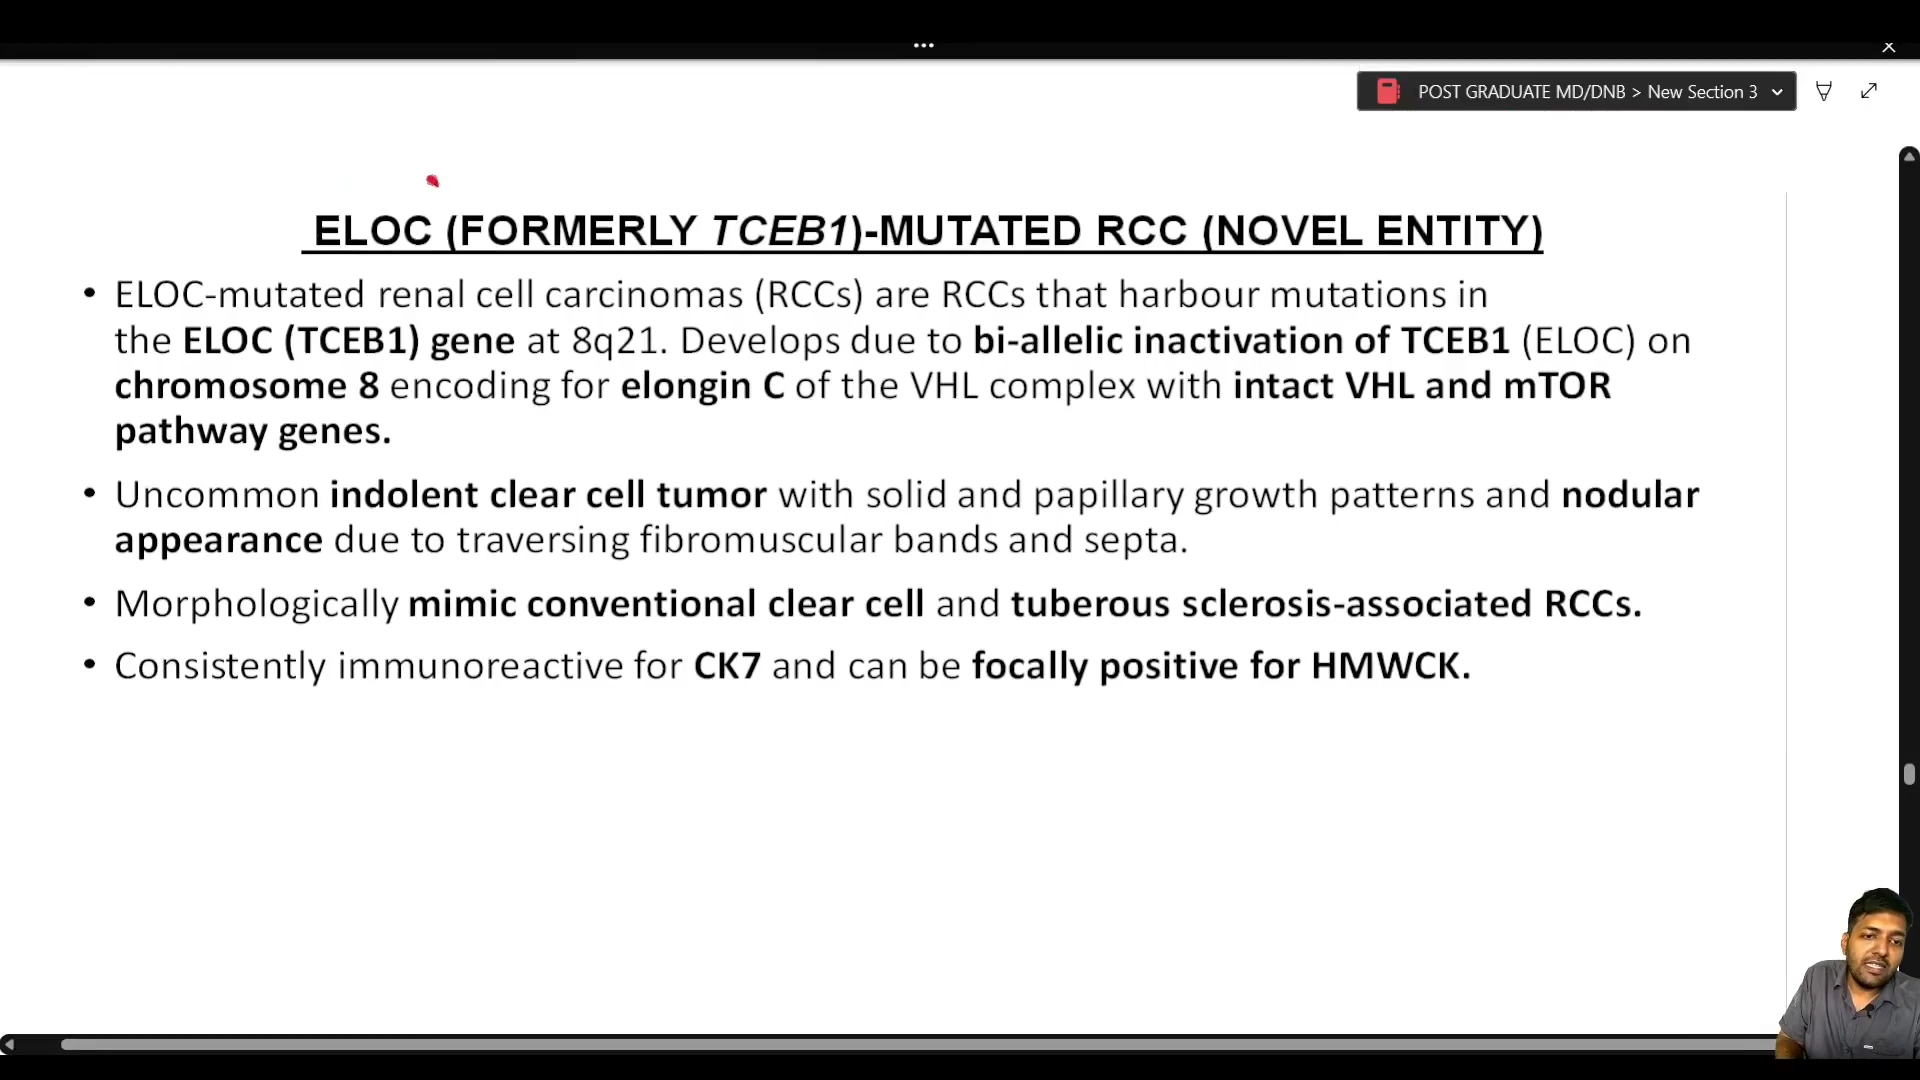 POST GRADUATE MD/DNB > New Section 3
ELOC (FORMERLY TCEB1)-MUTATED RCC (NOVEL ENTITY)
• ELOC-mutated renal cell carcinomas (RCCs) are RCCs that harbour mutations in
the ELOC (TCEB1) gene at 8q21. Develops due to bi-allelic inactivation of TCEB1 (ELOC) on
chromosome 8 encoding for elongin C of the VHL complex with intact VHL and mTOR
pathway genes.
• Uncommon indolent clear cell tumor with solid and papillary growth patterns and nodular
appearance due to traversing fibromuscular bands and septa.
• Morphologically mimic conventional clear cell and tuberous sclerosis-associated RCCs.
• Consistently immunoreactive for CK7 and can be focally positive for HMWCK.